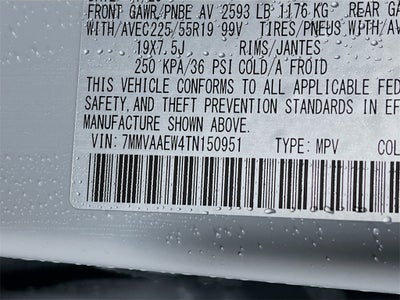 FRONT GAWR/PNBE AV 2593 LB 1176 KG REAR GA
WITH/AVEC225/55R19 99V TIRES/PNEUS WITH/AV
19X7.5J RIMS/JANTES
250 KPA/36 PSI COLD/A FROID
THIS VEHICLE CONFORMS TO ALL APPLICABLE FED
SAFETY, AND THEFT PREVENTION STANDARDS IN EF
MANUFACTURE SHOWN ABOVE.
VIN: 7MMVAAEW4TN150951 TYPE: MPV COL